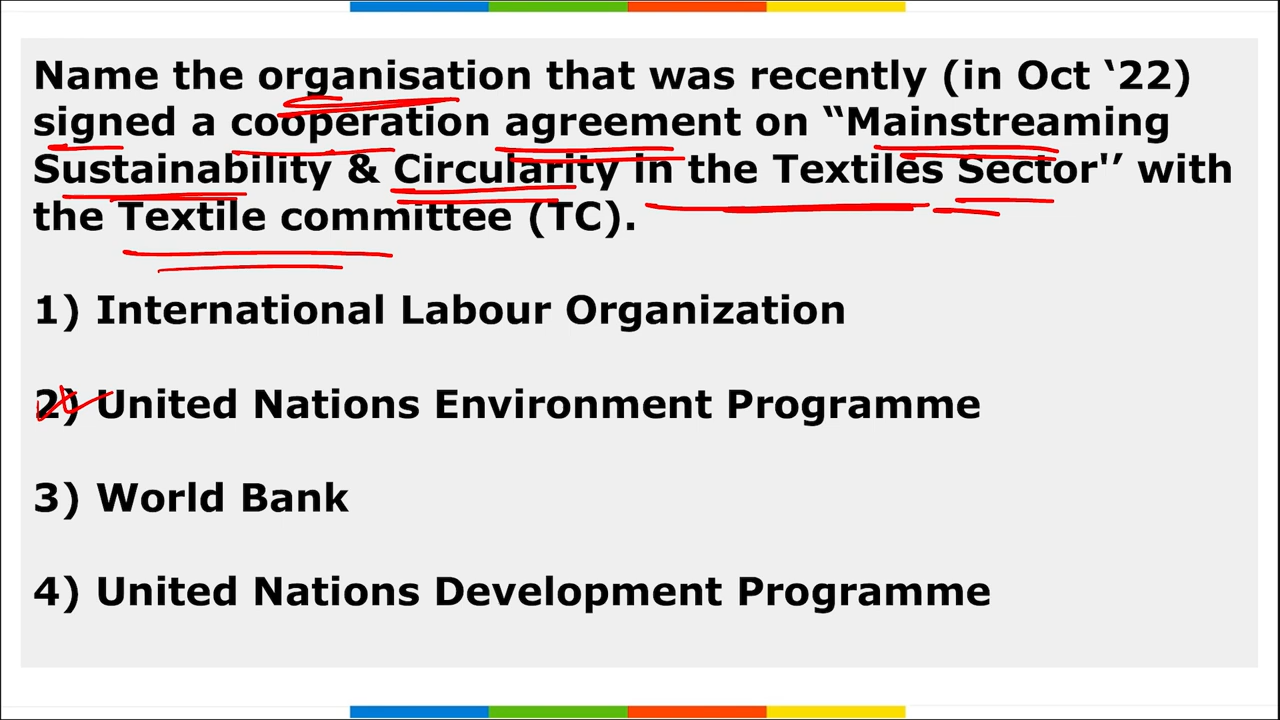 Name the organisation that was recently (in Oct ‘22)
signed a cooperation agreement on “Mainstreaming
Sustainability & Circularity in the Textiles Sector'’ with
the Textile committee (TC).
1) International Labour Organization
2) United Nations Environment Programme
3) World Bank
4) United Nations Development Programme